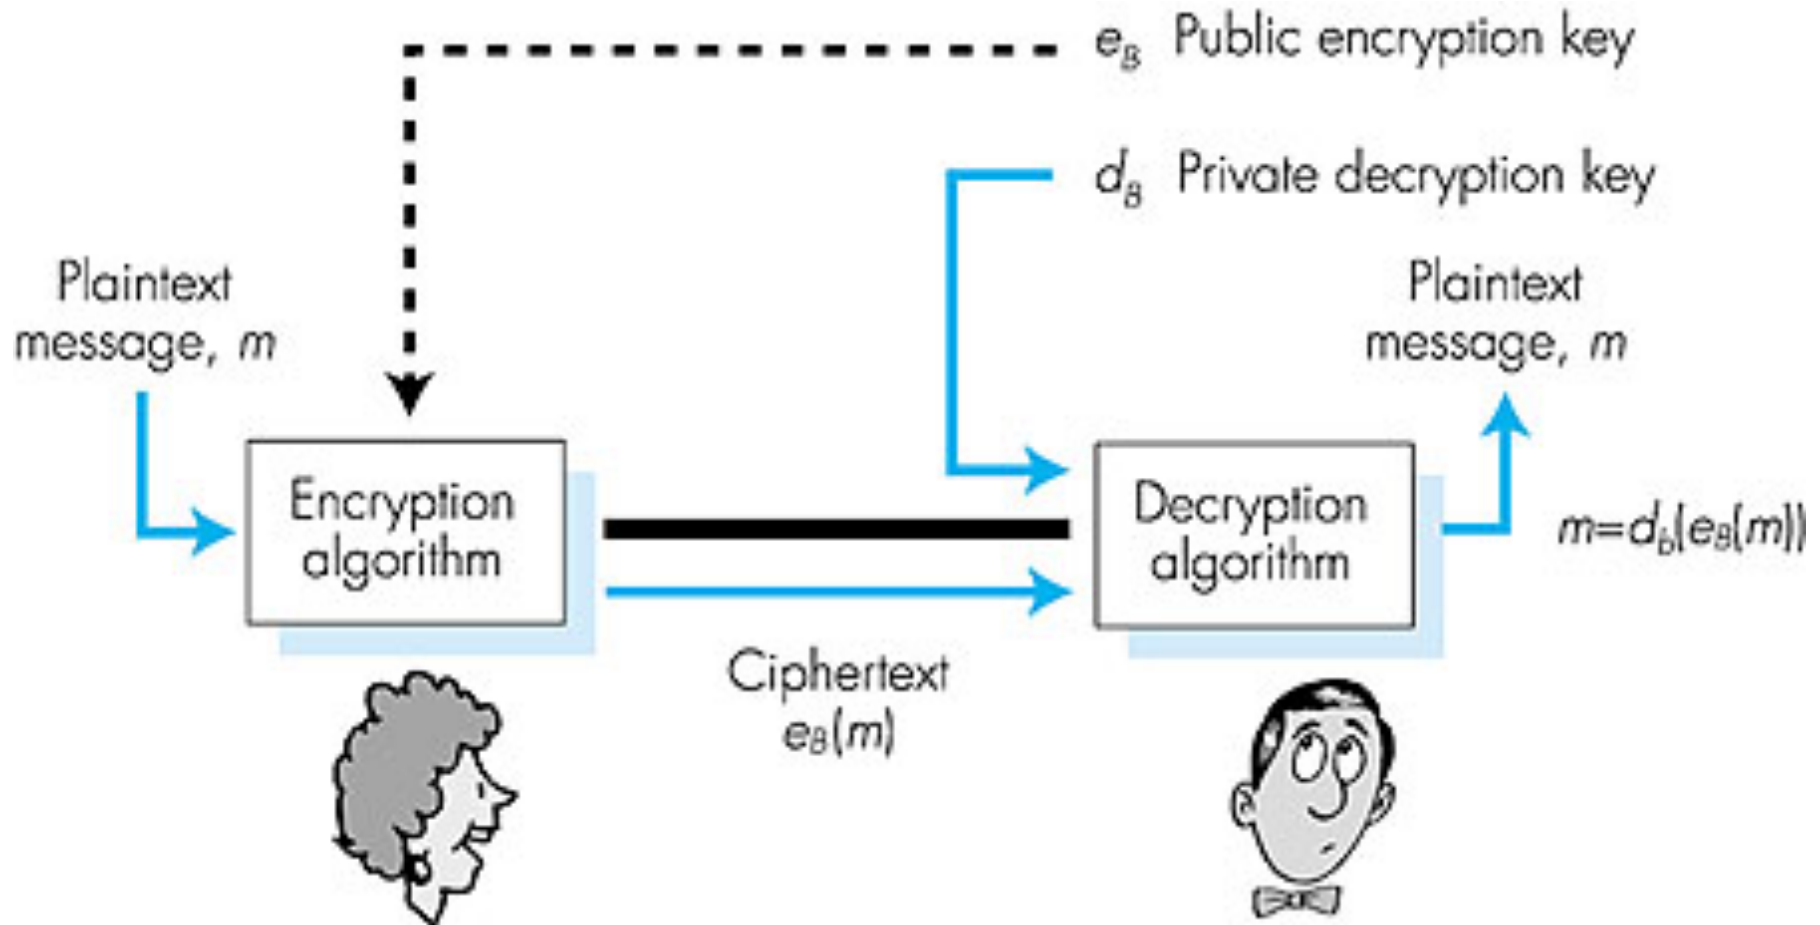 e_B Public encryption key
d_B Private decryption key
Plaintext
message, m
Plaintext
message, m
Encryption
algorithm
Decryption
algorithm
m=d_b(e_B(m))
Ciphertext
e_B(m)